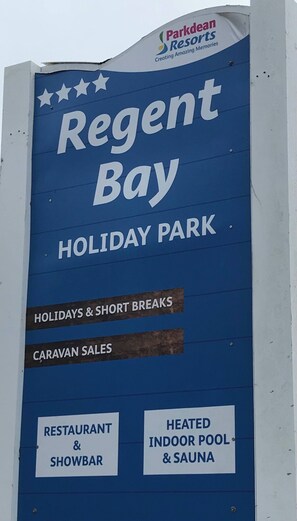 Parkdean
Resorts
Creating Amazing Memories
Regent
Bay
HOLIDAY PARK
HOLIDAYS & SHORT BREAKS
CARAVAN SALES
RESTAURANT
&
SHOWBAR
HEATED
INDOOR POOL
& SAUNA